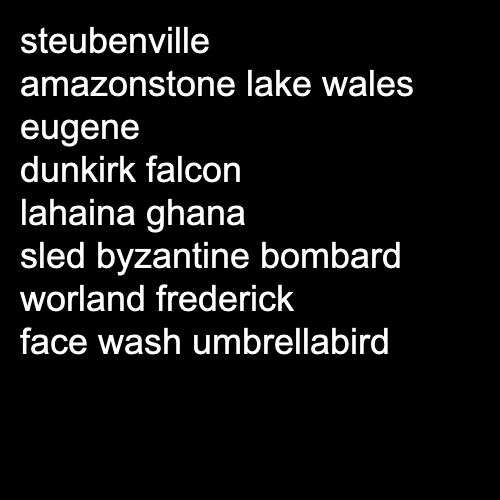 steubenville
amazonstone lake wales
eugene
dunkirk falcon
lahaina ghana
sled byzantine bombard
worland frederick
face wash umbrellabird